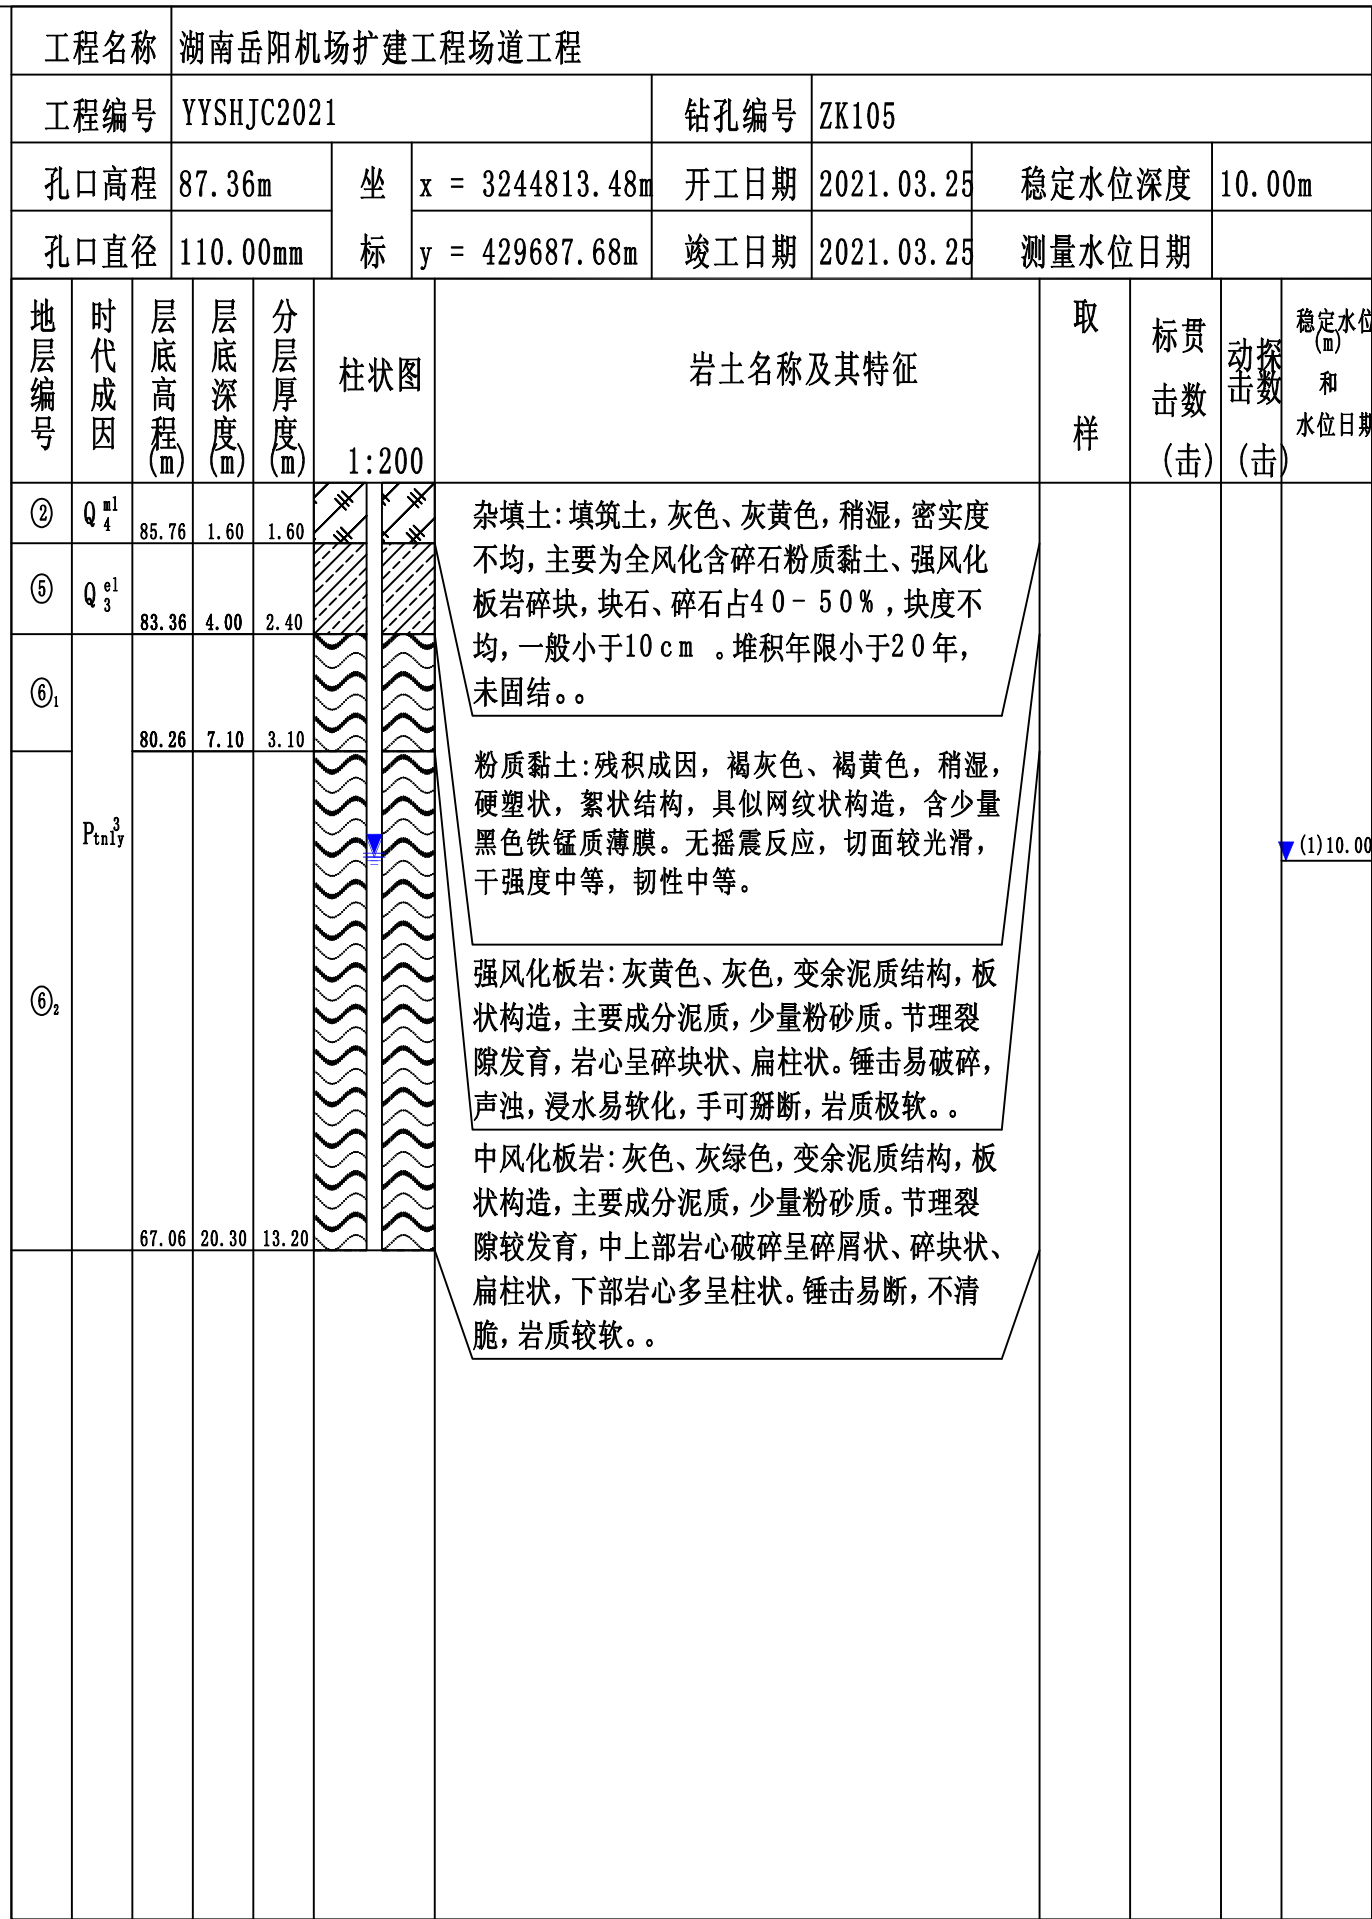 工程名称 湖南岳阳机场扩建工程场道工程
工程编号 YYSHJC2021 钻孔编号 ZK105
孔口高程 87.36m 坐 x = 3244813.48m 开工日期 2021.03.25 稳定水位深度 10.00m
孔口直径 110.00mm 标 y = 429687.68m 竣工日期 2021.03.25 测量水位日期
地层编号 时代成因 层底高程(m) 层底深度(m) 分层厚度(m) 柱状图 1:200 岩土名称及其特征 取样 标贯击数(击) 动探击数(击) 稳定水位(m)和水位日期
② Q4ml 85.76 1.60 1.60
杂填土:填筑土,灰色、灰黄色,稍湿,密实度
不均,主要为全风化含碎石粉质黏土、强风化
板岩碎块,块石、碎石占40-50%,块度不
均,一般小于10cm 。堆积年限小于20年,
未固结。。
⑤ Q3el 83.36 4.00 2.40
粉质黏土:残积成因,褐灰色、褐黄色,稍湿,
硬塑状,絮状结构,具似网纹状构造,含少量
黑色铁锰质薄膜。无摇震反应,切面较光滑,
干强度中等,韧性中等。
⑥1 80.26 7.10 3.10
强风化板岩:灰黄色、灰色,变余泥质结构,板
状构造,主要成分泥质,少量粉砂质。节理裂
隙发育,岩心呈碎块状、扁柱状。锤击易破碎,
声浊,浸水易软化,手可掰断,岩质极软。。
Ptnly3
(1)10.00
⑥2 67.06 20.30 13.20
中风化板岩:灰色、灰绿色,变余泥质结构,板
状构造,主要成分泥质,少量粉砂质。节理裂
隙较发育,中上部岩心破碎呈碎屑状、碎块状、
扁柱状,下部岩心多呈柱状。锤击易断,不清
脆,岩质较软。。